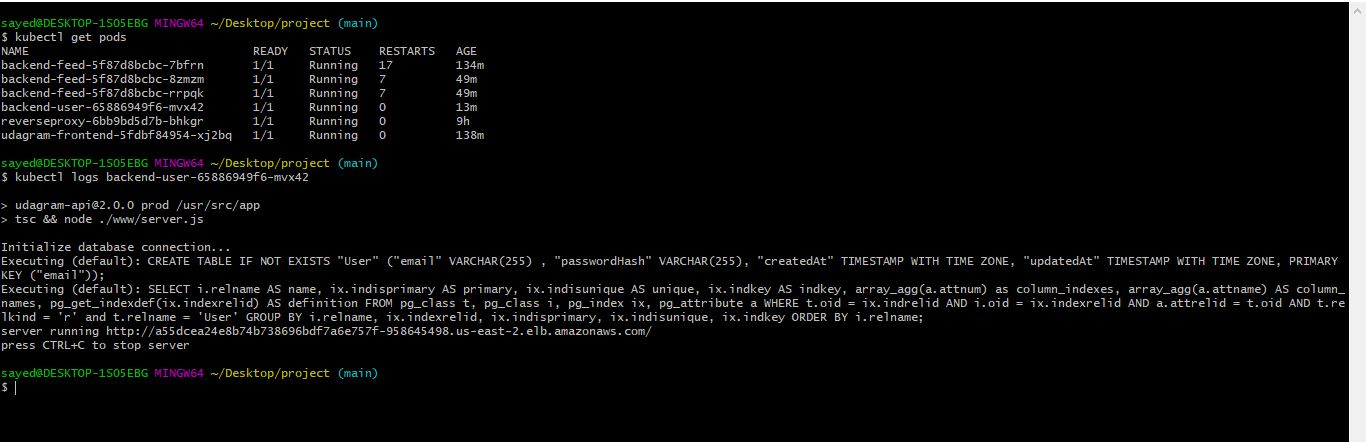 sayed@DESKTOP-1SO5EBG MINGW64 ~/Desktop/project (main)
$ kubectl get pods
NAME READY STATUS RESTARTS AGE
backend-feed-5f87d8bcbc-7bfrn 1/1 Running 17 134m
backend-feed-5f87d8bcbc-8zmzm 1/1 Running 7 49m
backend-feed-5f87d8bcbc-rrpqk 1/1 Running 7 49m
backend-user-65886949f6-mvx42 1/1 Running 0 13m
reverseproxy-6bb9bd5d7b-bhkgr 1/1 Running 0 9h
udagram-frontend-5fdbf84954-xj2bq 1/1 Running 0 138m
sayed@DESKTOP-1SO5EBG MINGW64 ~/Desktop/project (main)
$ kubectl logs backend-user-65886949f6-mvx42
> udagram-api@2.0.0 prod /usr/src/app
> tsc && node ./www/server.js
Initialize database connection...
Executing (default): CREATE TABLE IF NOT EXISTS "User" ("email" VARCHAR(255) , "passwordHash" VARCHAR(255), "createdAt" TIMESTAMP WITH TIME ZONE, "updatedAt" TIMESTAMP WITH TIME ZONE, PRIMARY
KEY ("email"));
Executing (default): SELECT i.relname AS name, ix.indisprimary AS primary, ix.indisunique AS unique, ix.indkey AS indkey, array_agg(a.attnum) as column_indexes, array_agg(a.attname) AS column_
names, pg_get_indexdef(ix.indexrelid) AS definition FROM pg_class t, pg_class i, pg_index ix, pg_attribute a WHERE t.oid = ix.indrelid AND i.oid = ix.indexrelid AND a.attrelid = t.oid AND t.re
lkind = 'r' and t.relname = 'User' GROUP BY i.relname, ix.indexrelid, ix.indisprimary, ix.indisunique, ix.indkey ORDER BY i.relname;
server running http://a55dcea24e8b74b738696bdf7a6e757f-958645498.us-east-2.elb.amazonaws.com/
press CTRL+C to stop server
sayed@DESKTOP-1SO5EBG MINGW64 ~/Desktop/project (main)
$